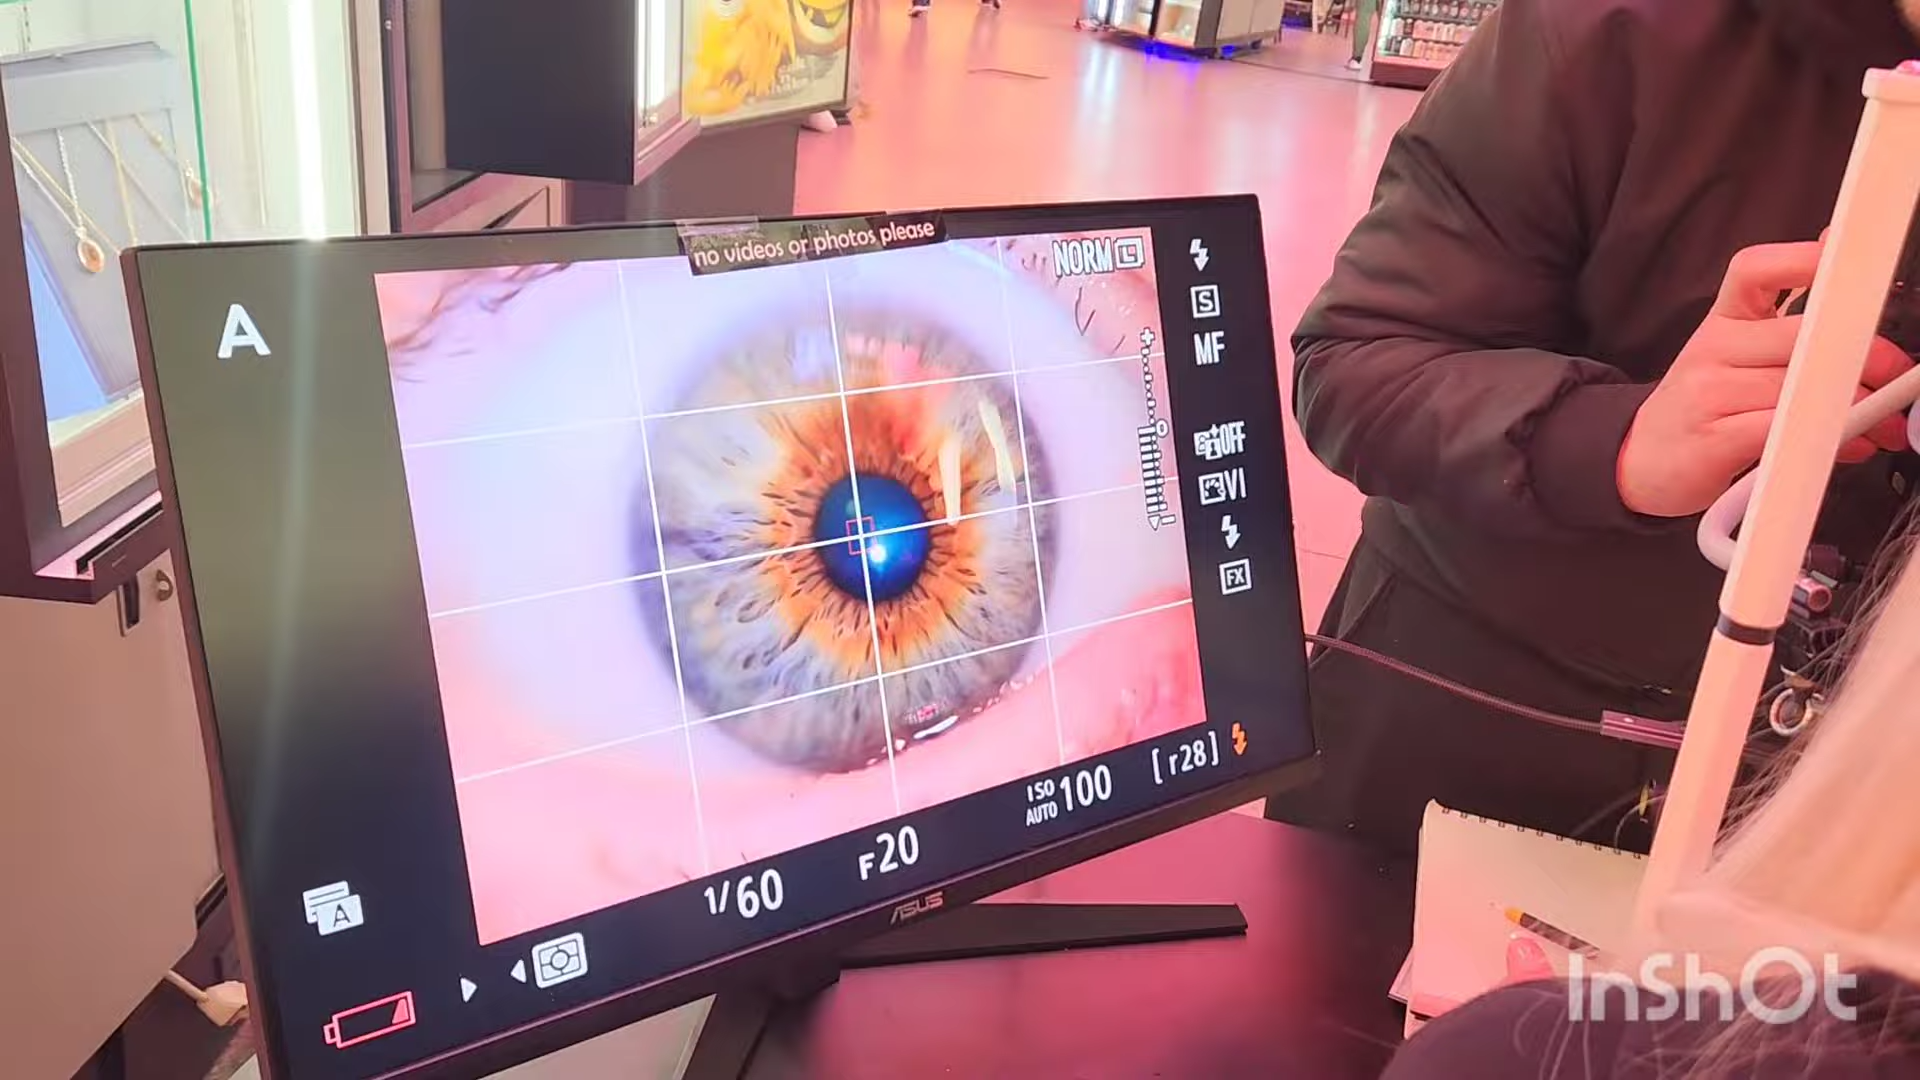 no videos or photos please
A
NORM L
S
MF
OFF
VI
FX
A
1/60
F20
ISO
AUTO 100
[r28]
ASUS
InShOt